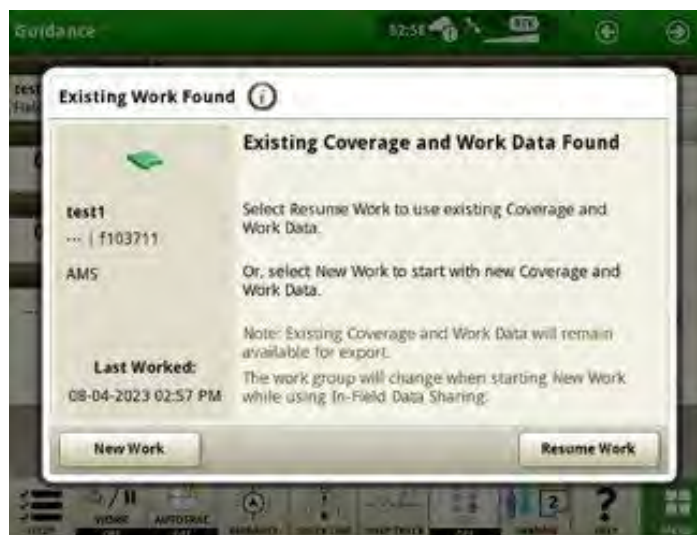 Guidance
Existing Work Found
Existing Coverage and Work Data Found
test1
--- | f103711
AMS
Last Worked:
08-04-2023 02:57 PM
Select Resume Work to use existing Coverage and
Work Data.
Or, select New Work to start with new Coverage and
Work Data.
Note: Existing Coverage and Work Data will remain
available for export.
The work group will change when starting New Work
while using In-Field Data Sharing.
New Work
Resume Work
WORK
AUTOTRAC
2
?